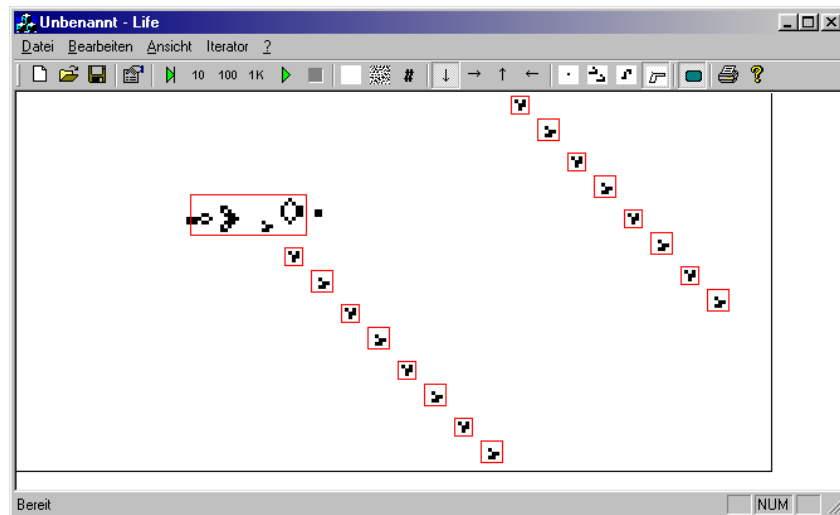 Unbenannt - Life
Datei Bearbeiten Ansicht Iterator ?
10 100 1K #
Bereit NUM